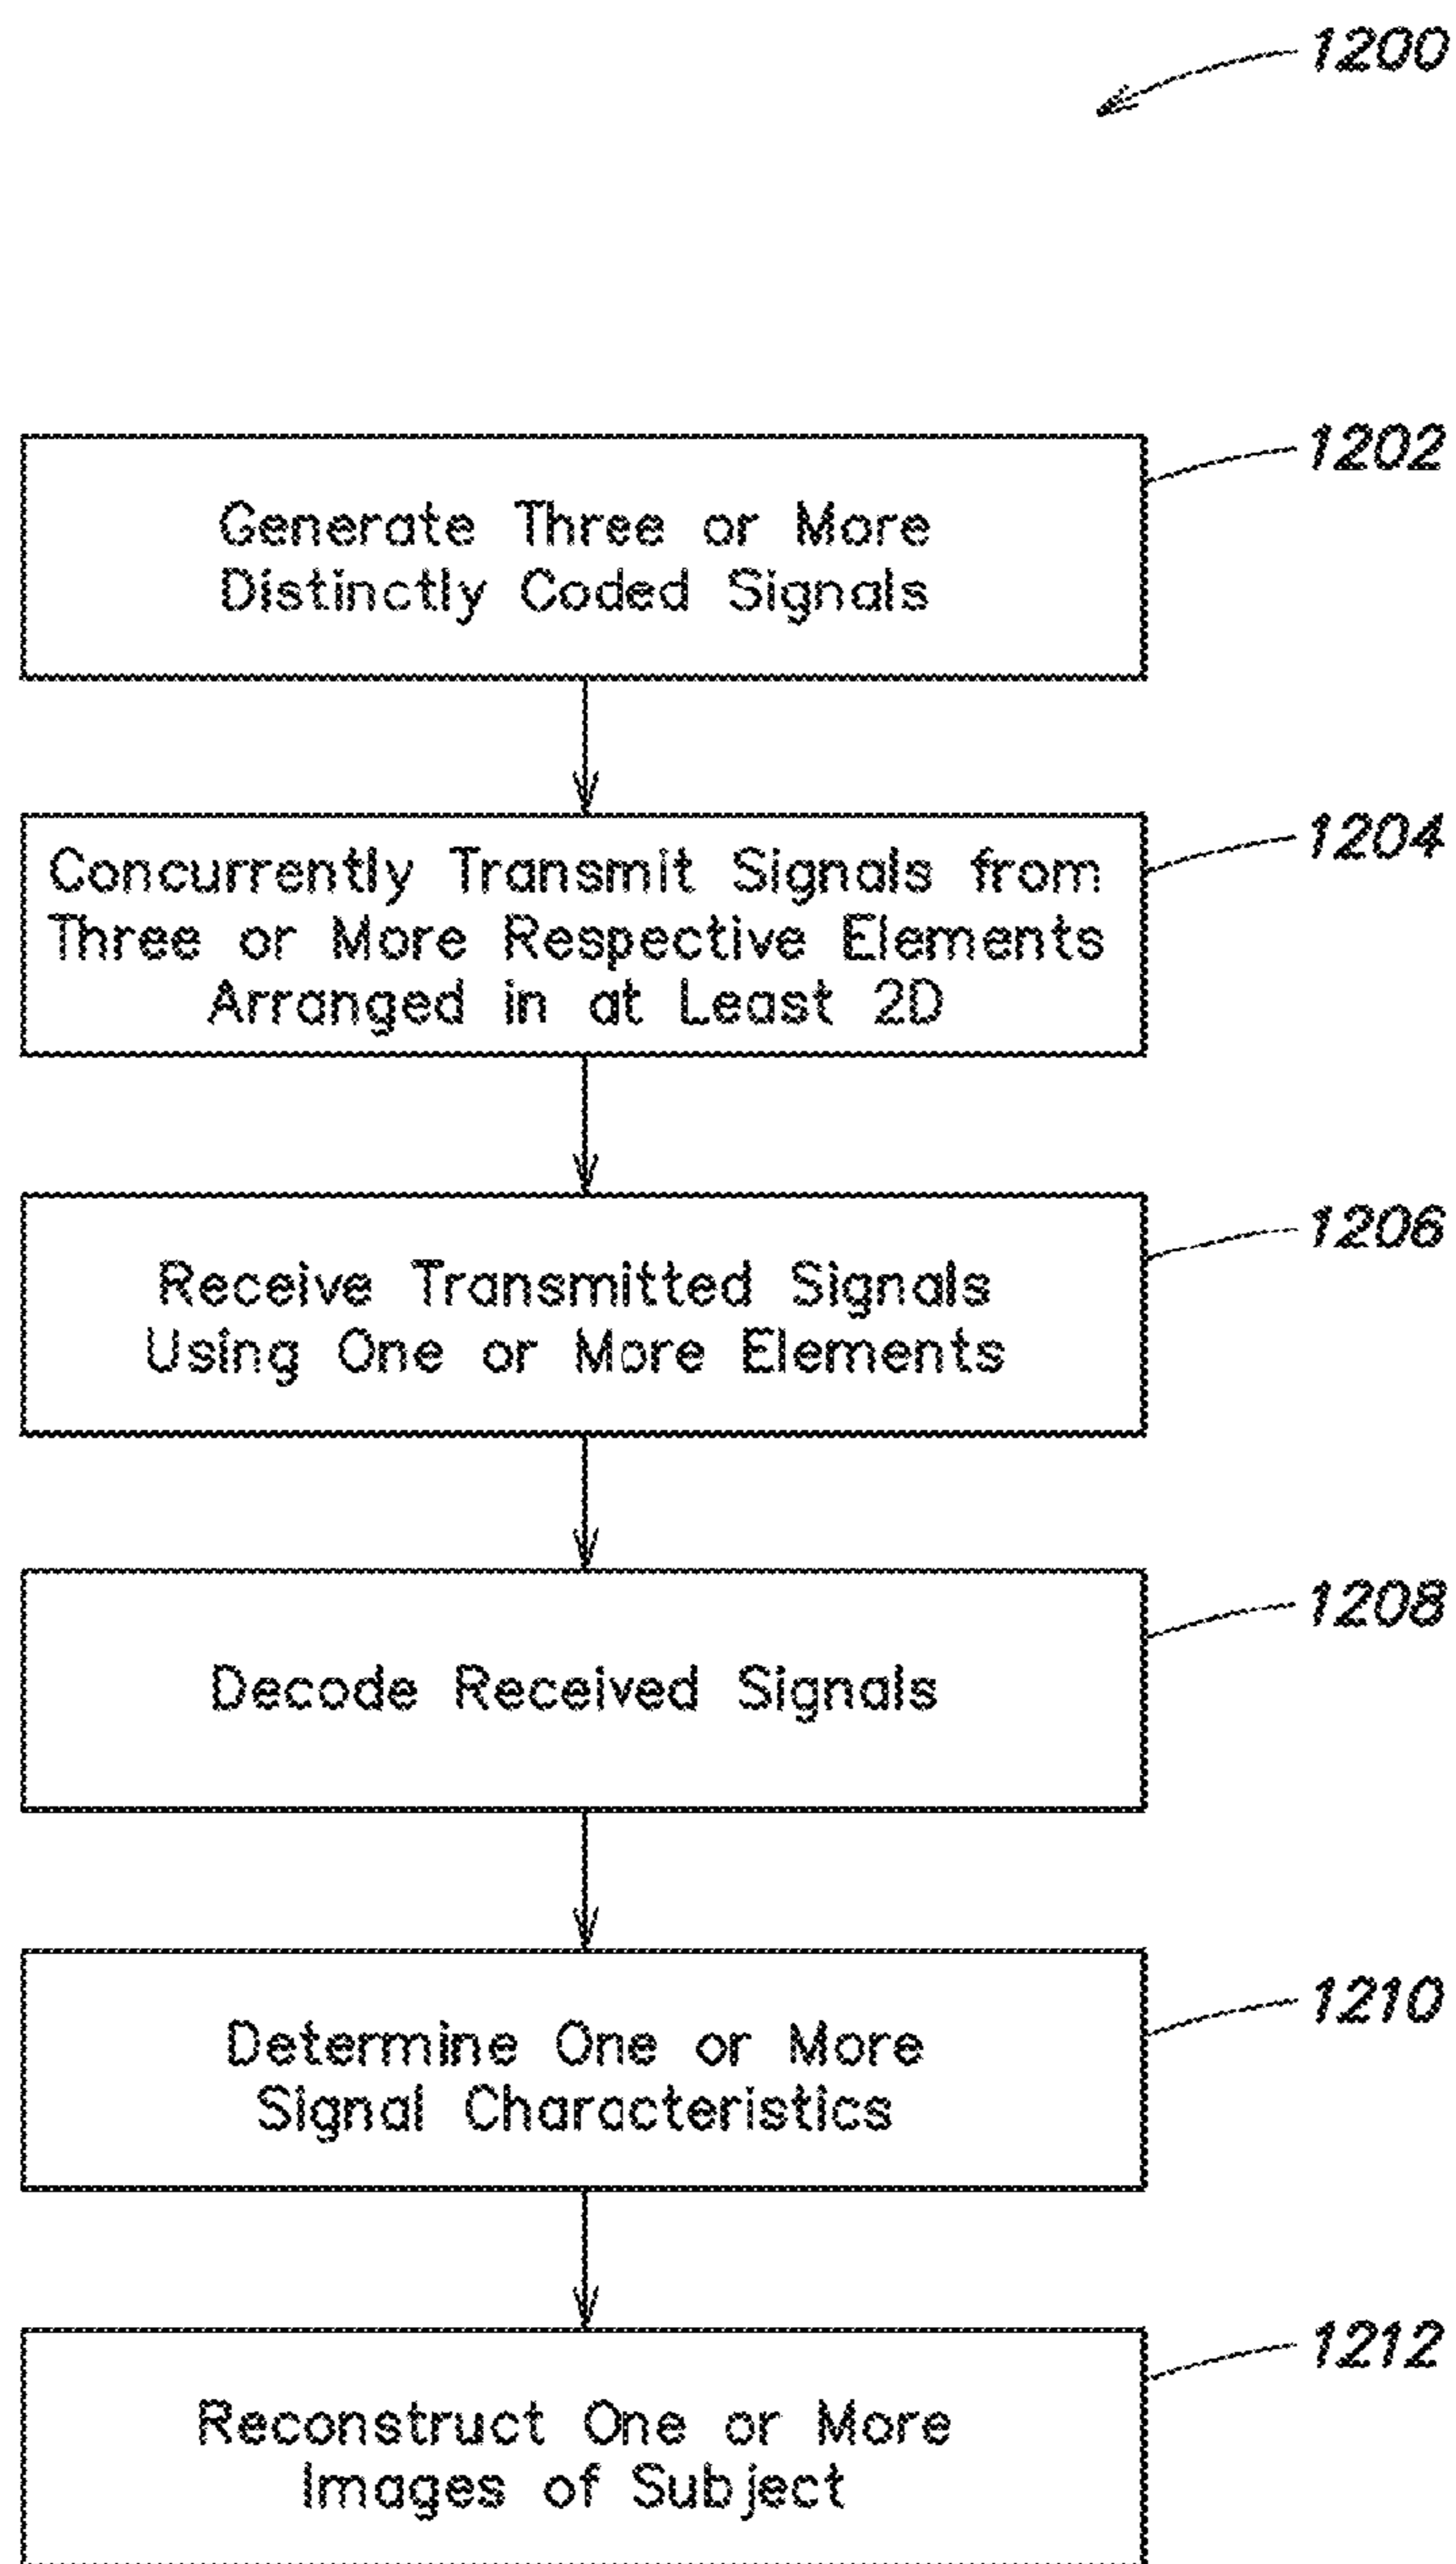 1200
1202
Generate Three or More
Distinctly Coded Signals
1204
Concurrently Transmit Signals from
Three or More Respective Elements
Arranged in at Least 2D
1206
Receive Transmitted Signals
Using One or More Elements
1208
Decode Received Signals
1210
Determine One or More
Signal Characteristics
1212
Reconstruct One or More
Images of Subject